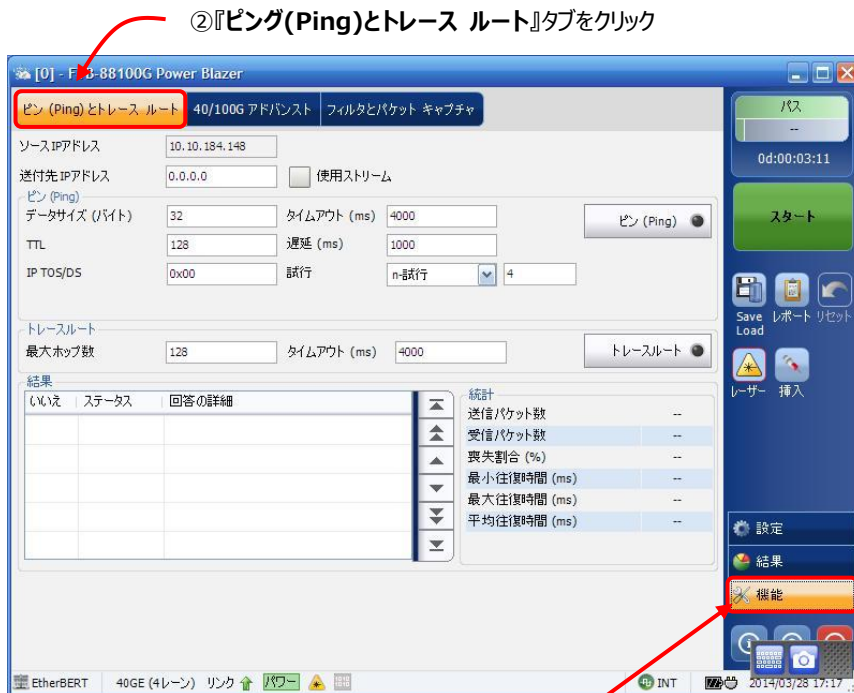 ②『ピング(Ping)とトレース ルート』タブをクリック
[0] - F 3-88100G Power Blazer
ピン (Ping) とトレース ルート 40/100G アドバンスト フィルタとパケット キャプチャ
ソース IPアドレス 10.10.184.148
送付先 IPアドレス 0.0.0.0 使用ストリーム
ピン (Ping)
データサイズ (バイト) 32 タイムアウト (ms) 4000 ピン (Ping)
TTL 128 遅延 (ms) 1000
IP TOS/DS 0x00 試行 n-試行 4
トレースルート
最大ホップ数 128 タイムアウト (ms) 4000 トレースルート
結果
いいえ ステータス 回答の詳細
統計
送信パケット数 --
受信パケット数 --
喪失割合 (%) --
最小往復時間 (ms) --
最大往復時間 (ms) --
平均往復時間 (ms) --
パス
--
0d:00:03:11
スタート
Save Load レポート リセット
レーザー 挿入
設定
結果
機能
EtherBERT 40GE (4レーン) リンク パワー INT 2014/03/28 17:17